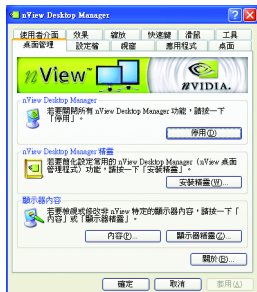 nView Desktop Manager
使用者介面 效果 縮放 快速鍵 滑鼠 工具
桌面管理 設定檔 視窗 應用程式 桌面
nView™
NVIDIA.
nView Desktop Manager
若要關閉所有 nView Desktop Manager 功能，請按一下
「停用」。
停用(D)
nView Desktop Manager 精靈
若要簡化設定常用的 nView Desktop Manager（nView 桌面
管理程式）功能，請按一下「安裝精靈」。
安裝精靈(W)...
顯示器內容
若要檢視或修改非 nView 特定的顯示器內容，請按一下「
內容」或「顯示器精靈」。
內容(P)...
顯示器精靈(Z)...
關於(B)...
確定 取消 套用(A)